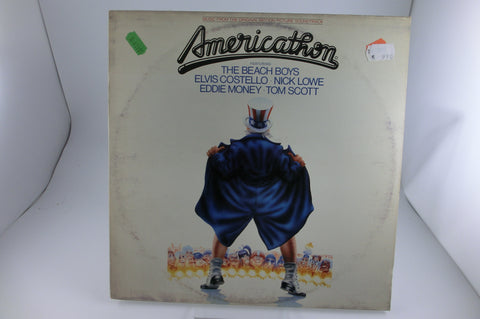 MUSIC FROM THE ORIGINAL MOTION PICTURE SOUNDTRACK
Americathon
FEATURING
THE BEACH BOYS
ELVIS COSTELLO · NICK LOWE
EDDIE MONEY · TOM SCOTT